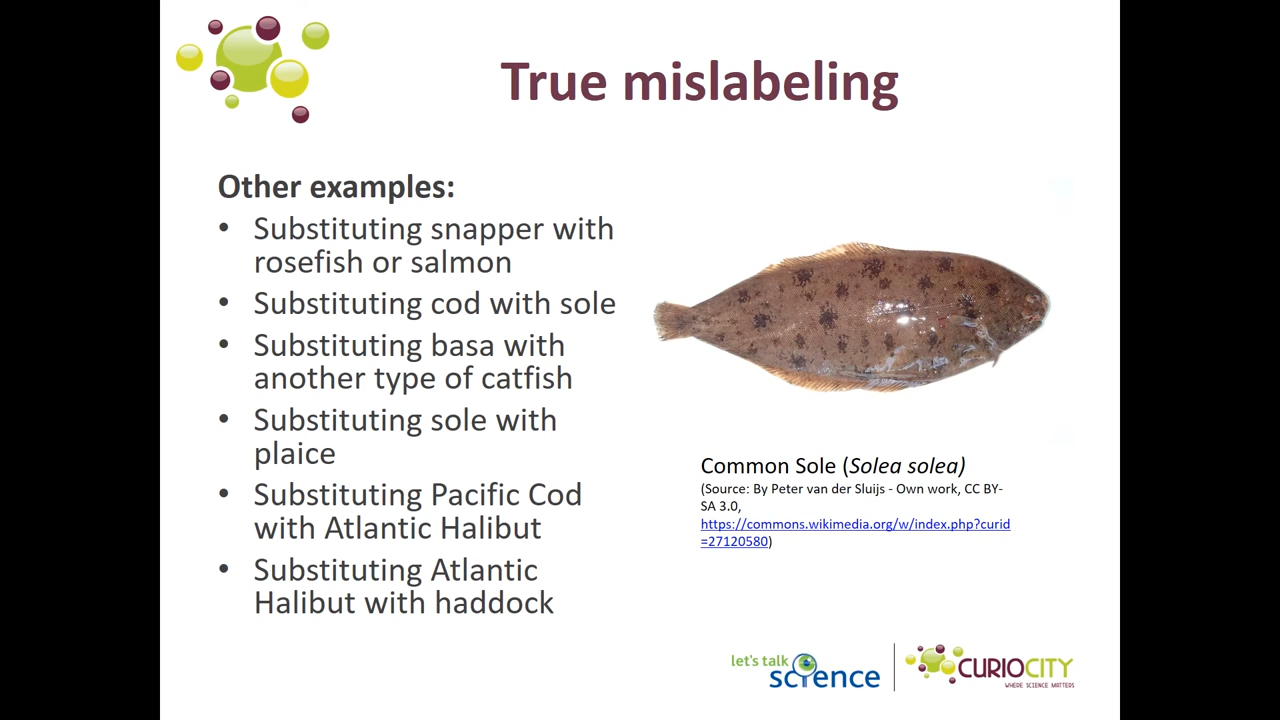 True mislabeling
Other examples:
• Substituting snapper with
rosefish or salmon
• Substituting cod with sole
• Substituting basa with
another type of catfish
• Substituting sole with
plaice
• Substituting Pacific Cod
with Atlantic Halibut
• Substituting Atlantic
Halibut with haddock
Common Sole (Solea solea)
(Source: By Peter van der Sluijs - Own work, CC BY-
SA 3.0,
https://commons.wikimedia.org/w/index.php?curid
=27120580)
let's talk
science
CURIOCITY
WHERE SCIENCE MATTERS